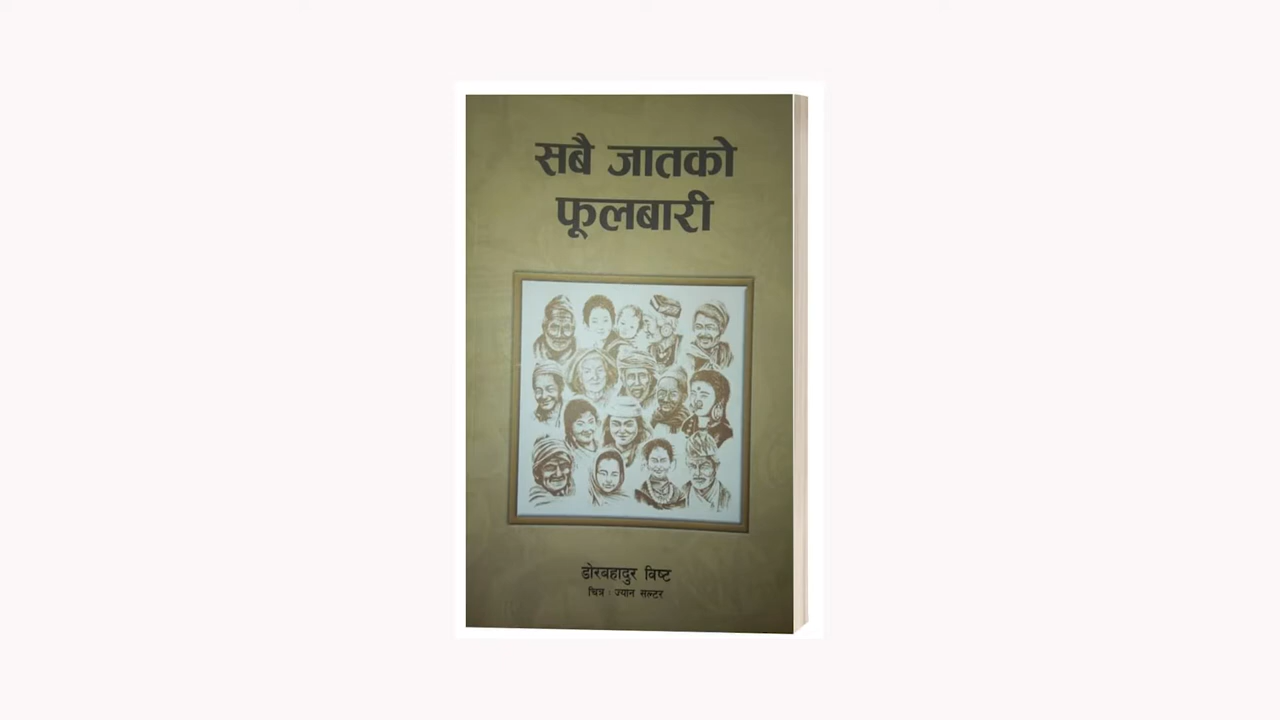 सबै जातको
फूलबारी
डोरबहादुर विष्ट
चित्र : ज्यान सल्टर